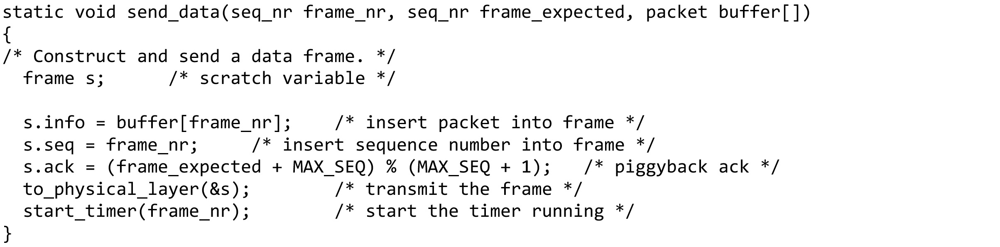 static void send_data(seq_nr frame_nr, seq_nr frame_expected, packet buffer[])
{
/* Construct and send a data frame. */
  frame s;      /* scratch variable */

  s.info = buffer[frame_nr];    /* insert packet into frame */
  s.seq = frame_nr;     /* insert sequence number into frame */
  s.ack = (frame_expected + MAX_SEQ) % (MAX_SEQ + 1);   /* piggyback ack */
  to_physical_layer(&s);        /* transmit the frame */
  start_timer(frame_nr);        /* start the timer running */
}